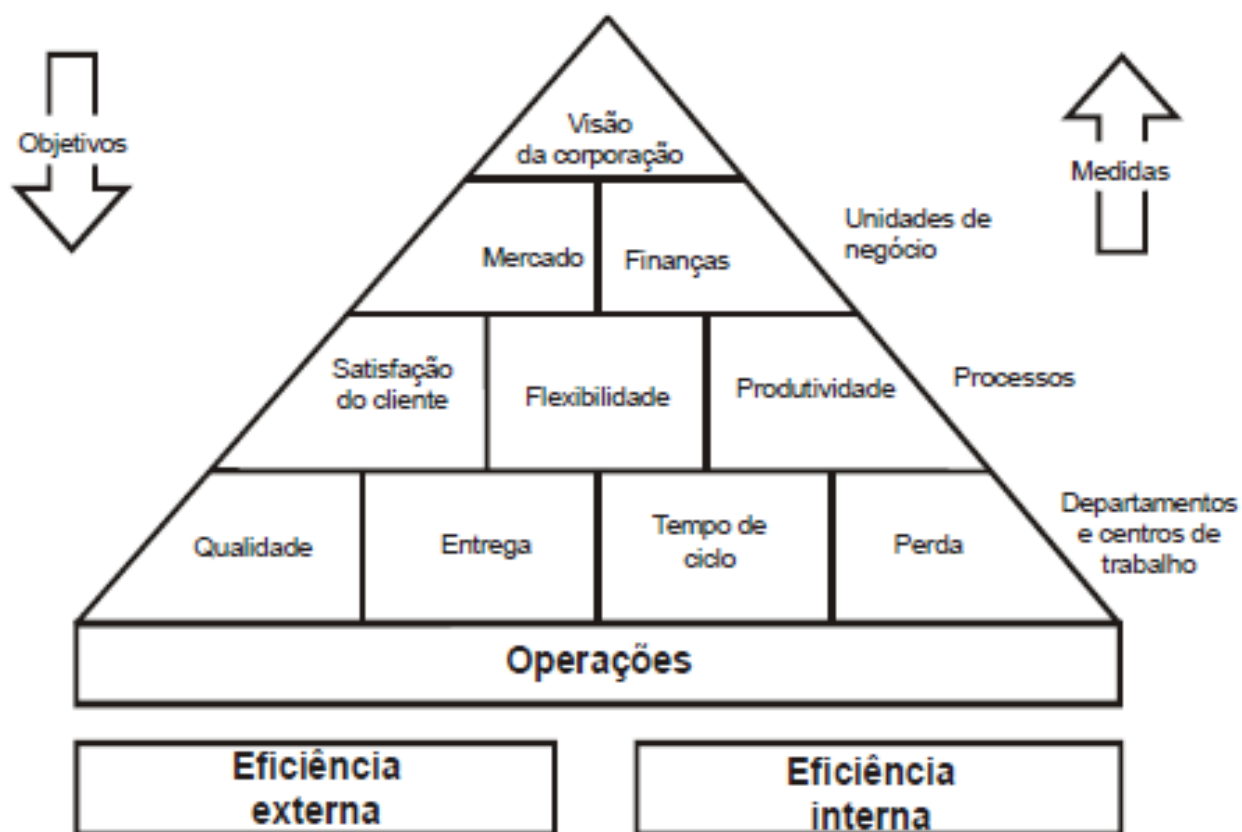 Objetivos
Visão
da corporação
Medidas
Mercado
Finanças
Unidades de
negócio
Satisfação
do cliente
Flexibilidade
Produtividade
Processos
Qualidade
Entrega
Tempo de
ciclo
Perda
Departamentos
e centros de
trabalho
Operações
Eficiência
externa
Eficiência
interna